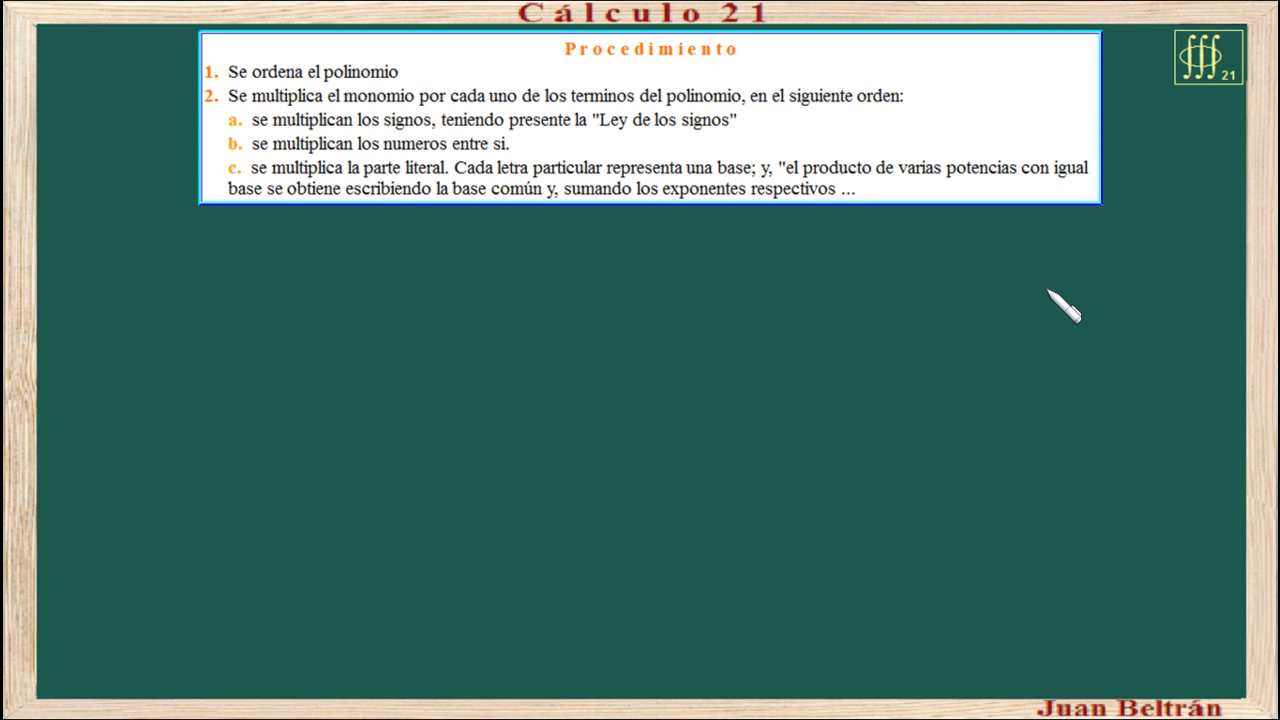 Cálculo 21
Procedimiento
21
1. Se ordena el polinomio
2. Se multiplica el monomio por cada uno de los terminos del polinomio, en el siguiente orden:
a. se multiplican los signos, teniendo presente la "Ley de los signos"
b. se multiplican los numeros entre si.
c. se multiplica la parte literal. Cada letra particular representa una base; y, "el producto de varias potencias con igual
base se obtiene escribiendo la base común y, sumando los exponentes respectivos ...
Juan Beltrán